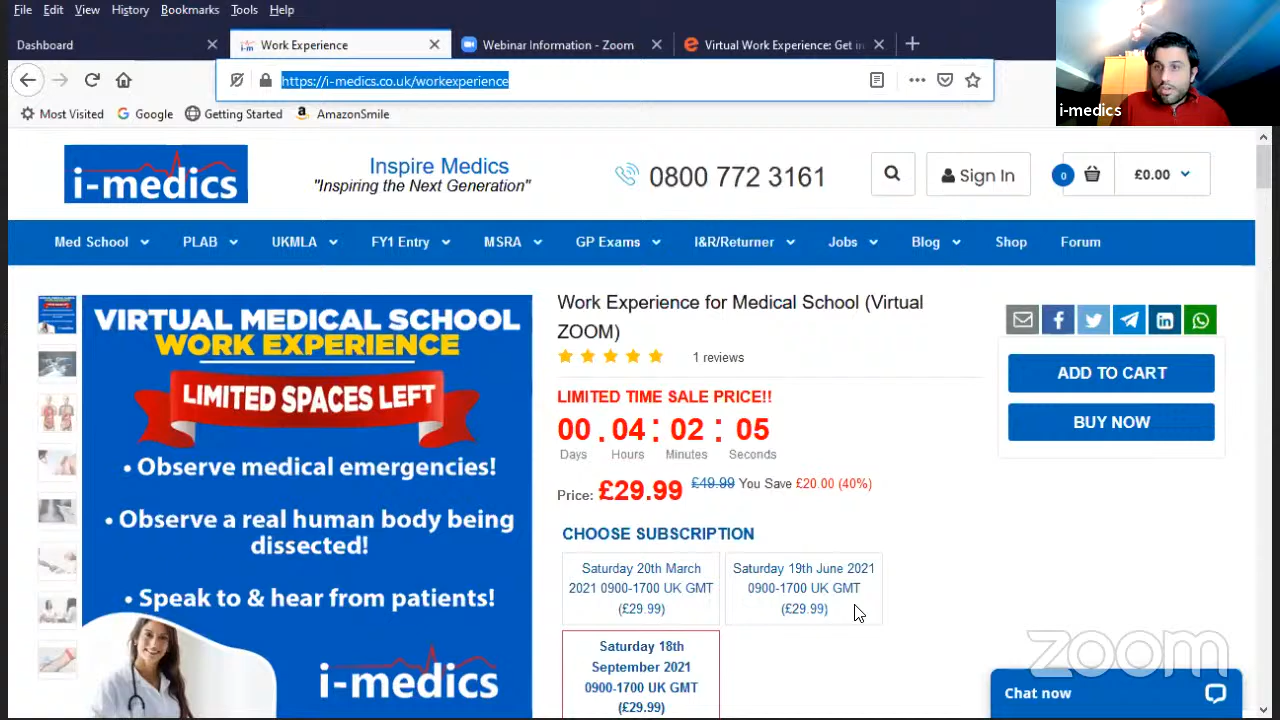 File Edit View History Bookmarks Tools Help
Dashboard
Work Experience
Webinar Information - Zoom
Virtual Work Experience: Get in
https://i-medics.co.uk/workexperience
Most Visited
Google
Getting Started
AmazonSmile
i-medics
i-medics
Inspire Medics
"Inspiring the Next Generation"
0800 772 3161
Sign In
0
£0.00
Med School
PLAB
UKMLA
FY1 Entry
MSRA
GP Exams
I&R/Returner
Jobs
Blog
Shop
Forum
VIRTUAL MEDICAL SCHOOL
WORK EXPERIENCE
LIMITED SPACES LEFT
• Observe medical emergencies!
• Observe a real human body being
dissected!
• Speak to & hear from patients!
i-medics
Work Experience for Medical School (Virtual
ZOOM)
1 reviews
LIMITED TIME SALE PRICE!!
00 . 04 : 02 : 05
Days Hours Minutes Seconds
Price: £29.99 £49.99 You Save £20.00 (40%)
CHOOSE SUBSCRIPTION
Saturday 20th March
2021 0900-1700 UK GMT
(£29.99)
Saturday 19th June 2021
0900-1700 UK GMT
(£29.99)
Saturday 18th
September 2021
0900-1700 UK GMT
(£29.99)
ADD TO CART
BUY NOW
zoom
Chat now